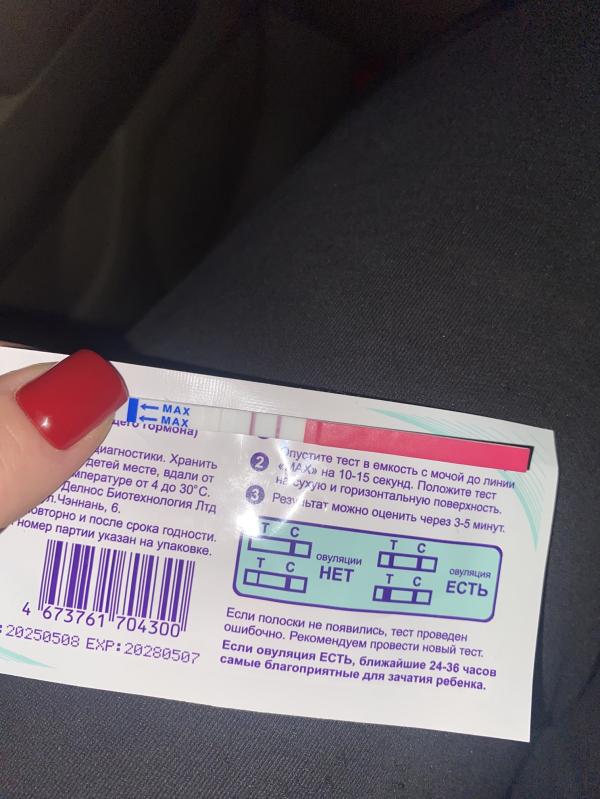 MAX
MAX
щего гормона)
диагностики. Хранить
детей месте, вдали от
температуре от 4 до 30°С.
Делнос Биотехнология Лтд
ул.Чэннань, 6.
повторно и после срока годности.
номер партии указан на упаковке.
4 673761 704300
: 20250508 EXP: 20280507
Опустите тест в емкость с мочой до линии
2 «MAX» на 10-15 секунд. Положите тест
на сухую и горизонтальную поверхность.
3 Результат можно оценить через 3-5 минут.
T C
T C
овуляции
НЕТ
T C
T C
овуляция
ЕСТЬ
Если полоски не появились, тест проведен
ошибочно. Рекомендуем провести новый тест.
Если овуляция ЕСТЬ, ближайшие 24-36 часов
самые благоприятные для зачатия ребенка.